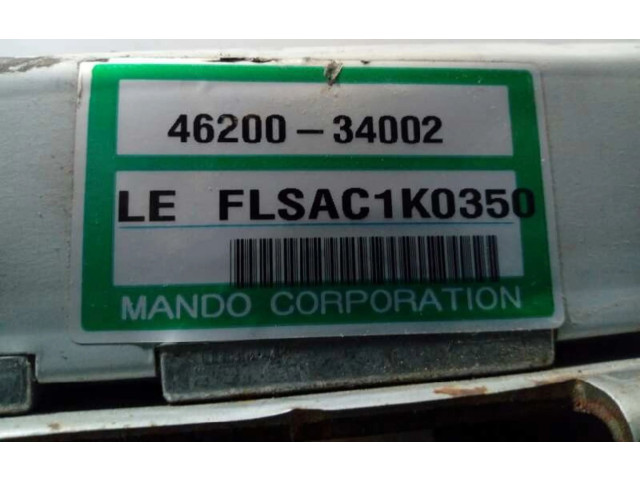 46200-34002
LE FLSAC1K0350
MANDO CORPORATION